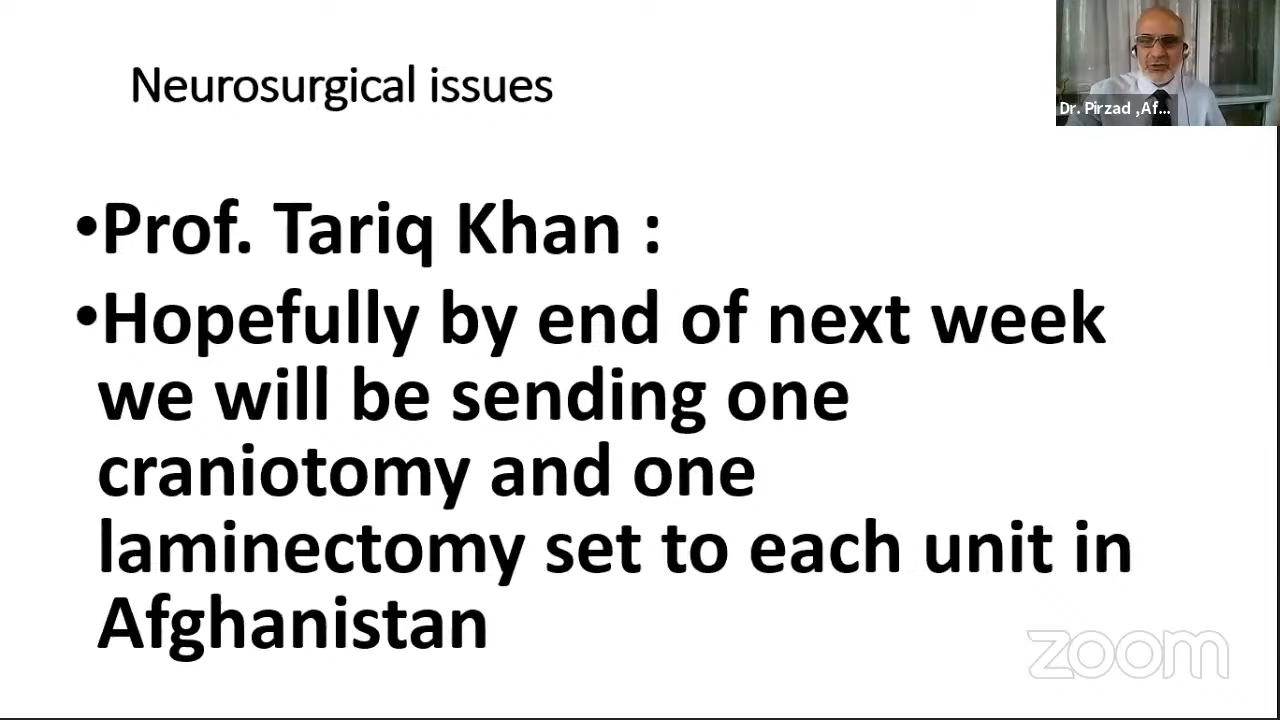 Neurosurgical issues
Dr. Pirzad ,Af...
•Prof. Tariq Khan :
•Hopefully by end of next week
we will be sending one
craniotomy and one
laminectomy set to each unit in
Afghanistan
zoom